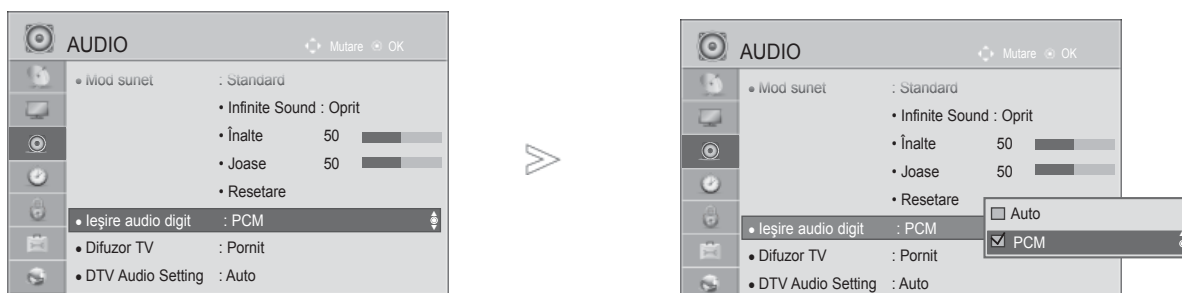 AUDIO Mutare OK
• Mod sunet : Standard
• Infinite Sound : Oprit
• Înalte 50
• Joase 50
• Resetare
• Ieşire audio digit : PCM
• Difuzor TV : Pornit
• DTV Audio Setting : Auto
AUDIO Mutare OK
• Mod sunet : Standard
• Infinite Sound : Oprit
• Înalte 50
• Joase 50
• Resetare
• Ieşire audio digit : PCM
Auto
PCM
• Difuzor TV : Pornit
• DTV Audio Setting : Auto